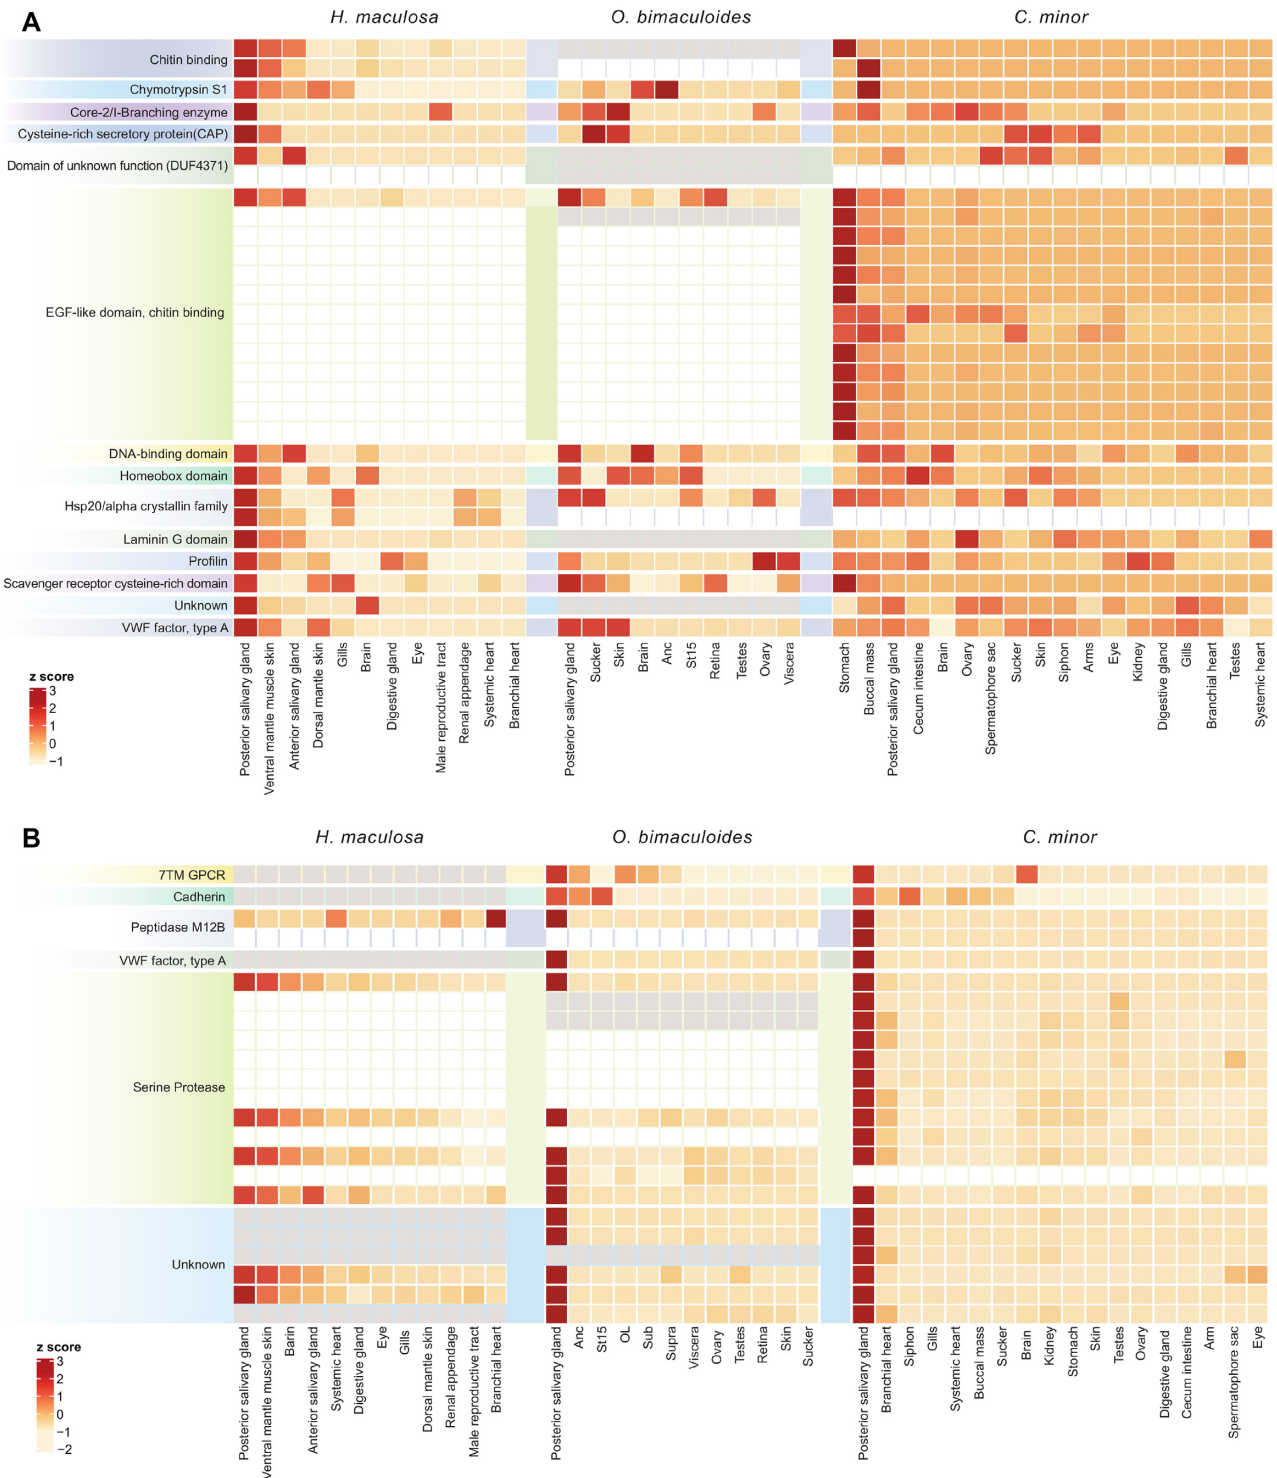 A
H. maculosa
O. bimaculoides
C. minor
Chitin binding
Chymotrypsin S1
Core-2/I-Branching enzyme
Cysteine-rich secretory protein(CAP)
Domain of unknown function (DUF4371)
EGF-like domain, chitin binding
DNA-binding domain
Homeobox domain
Hsp20/alpha crystallin family
Laminin G domain
Profilin
Scavenger receptor cysteine-rich domain
Unknown
VWF factor, type A
Posterior salivary gland
Ventral mantle muscle skin
Anterior salivary gland
Dorsal mantle skin
Gills
Brain
Digestive gland
Eye
Male reproductive tract
Renal appendage
Systemic heart
Branchial heart
Posterior salivary gland
Sucker
Skin
Brain
Anc
St15
Retina
Testes
Ovary
Viscera
Stomach
Buccal mass
Posterior salivary gland
Cecum intestine
Brain
Ovary
Spermatophore sac
Sucker
Skin
Siphon
Arms
Eye
Kidney
Digestive gland
Gills
Branchial heart
Testes
Systemic heart
z score
3
2
1
0
−1
B
H. maculosa
O. bimaculoides
C. minor
7TM GPCR
Cadherin
Peptidase M12B
VWF factor, type A
Serine Protease
Unknown
Posterior salivary gland
Ventral mantle muscle skin
Barin
Anterior salivary gland
Systemic heart
Digestive gland
Eye
Gills
Dorsal mantle skin
Renal appendage
Male reproductive tract
Branchial heart
Posterior salivary gland
Anc
St15
OL
Sub
Supra
Viscera
Ovary
Testes
Retina
Skin
Sucker
Posterior salivary gland
Branchial heart
Siphon
Gills
Systemic heart
Buccal mass
Sucker
Brain
Kidney
Stomach
Skin
Testes
Ovary
Digestive gland
Cecum intestine
Arm
Spermatophore sac
Eye
z score
3
2
1
0
−1
−2